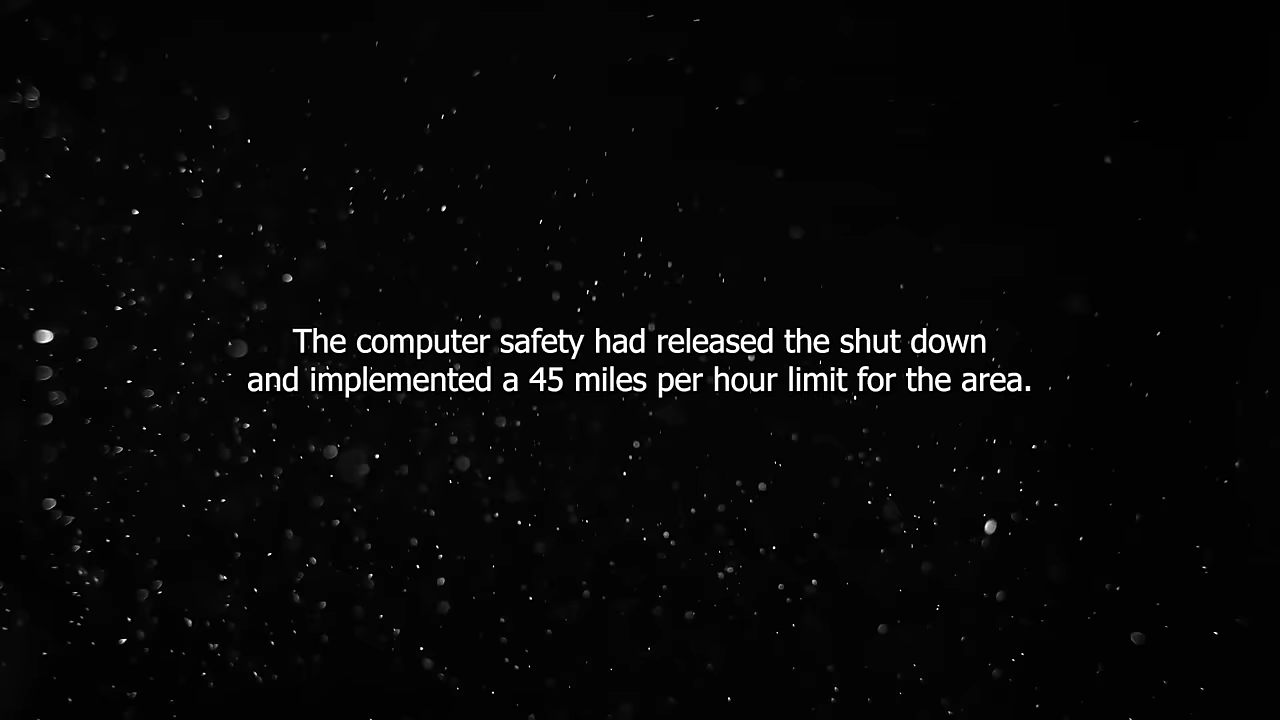 The computer safety had released the shut down
and implemented a 45 miles per hour limit for the area.